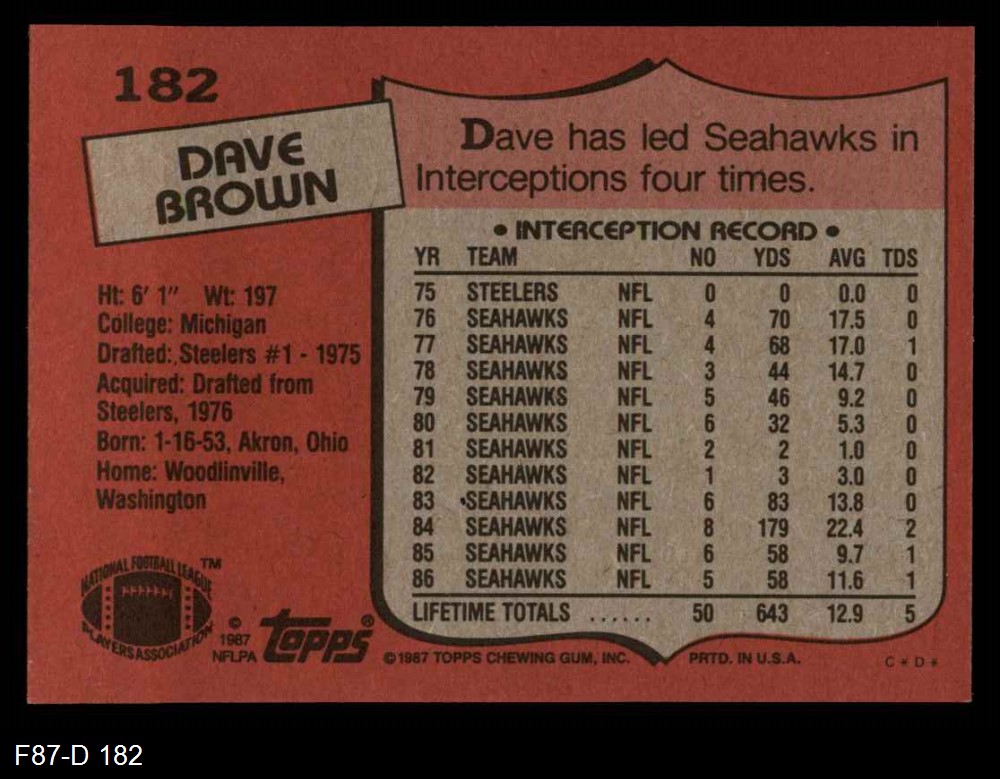 182
DAVE
BROWN
Dave has led Seahawks in
Interceptions four times.
• INTERCEPTION RECORD •
YR TEAM NO YDS AVG TDS
75 STEELERS NFL 0 0 0.0 0
76 SEAHAWKS NFL 4 70 17.5 0
77 SEAHAWKS NFL 4 68 17.0 1
78 SEAHAWKS NFL 3 44 14.7 0
79 SEAHAWKS NFL 5 46 9.2 0
80 SEAHAWKS NFL 6 32 5.3 0
81 SEAHAWKS NFL 2 2 1.0 0
82 SEAHAWKS NFL 1 3 3.0 0
83 SEAHAWKS NFL 6 83 13.8 0
84 SEAHAWKS NFL 8 179 22.4 2
85 SEAHAWKS NFL 6 58 9.7 1
86 SEAHAWKS NFL 5 58 11.6 1
LIFETIME TOTALS ...... 50 643 12.9 5
Ht: 6' 1" Wt: 197
College: Michigan
Drafted: Steelers #1 - 1975
Acquired: Drafted from
Steelers, 1976
Born: 1-16-53, Akron, Ohio
Home: Woodlinville,
Washington
NATIONAL FOOTBALL LEAGUE TM
PLAYERS ASSOCIATION
©
1987
NFLPA
topps®
©1987 TOPPS CHEWING GUM, INC. PRTD. IN U.S.A. C*D*
F87-D 182